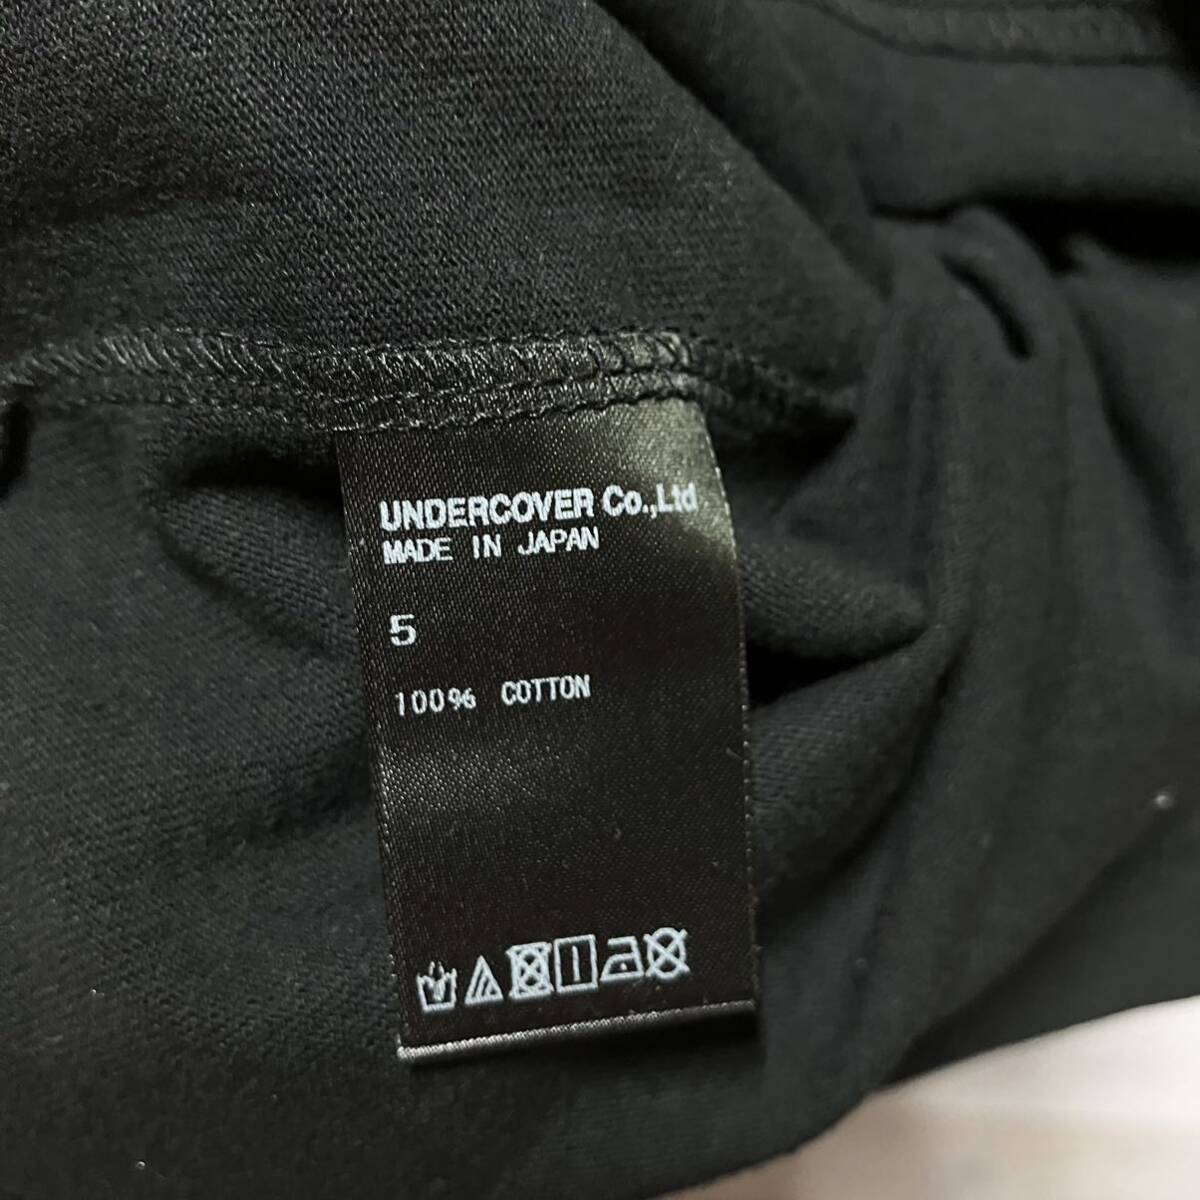 UNDERCOVER Co.,Ltd
MADE IN JAPAN
5
100% COTTON